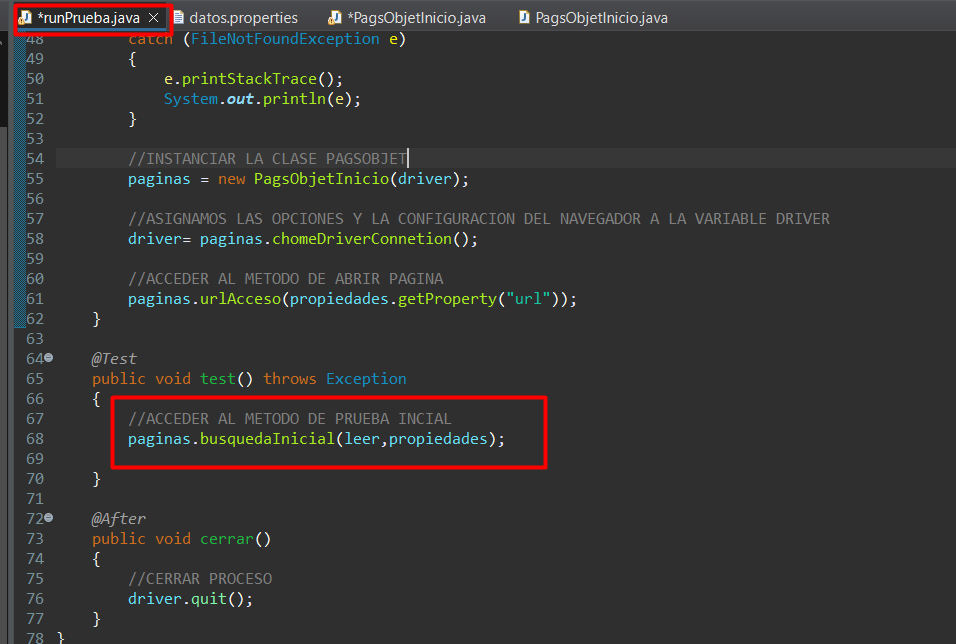 *runPrueba.java datos.properties *PagsObjetInicio.java PagsObjetInicio.java
48 catch (FileNotFoundException e)
49 {
50 e.printStackTrace();
51 System.out.println(e);
52 }
53
54 //INSTANCIAR LA CLASE PAGSOBJET
55 paginas = new PagsObjetInicio(driver);
56
57 //ASIGNAMOS LAS OPCIONES Y LA CONFIGURACION DEL NAVEGADOR A LA VARIABLE DRIVER
58 driver= paginas.chomeDriverConnetion();
59
60 //ACCEDER AL METODO DE ABRIR PAGINA
61 paginas.urlAcceso(propiedades.getProperty("url"));
62 }
63
64 @Test
65 public void test() throws Exception
66 {
67 //ACCEDER AL METODO DE PRUEBA INCIAL
68 paginas.busquedaInicial(leer,propiedades);
69
70 }
71
72 @After
73 public void cerrar()
74 {
75 //CERRAR PROCESO
76 driver.quit();
77 }
78 }